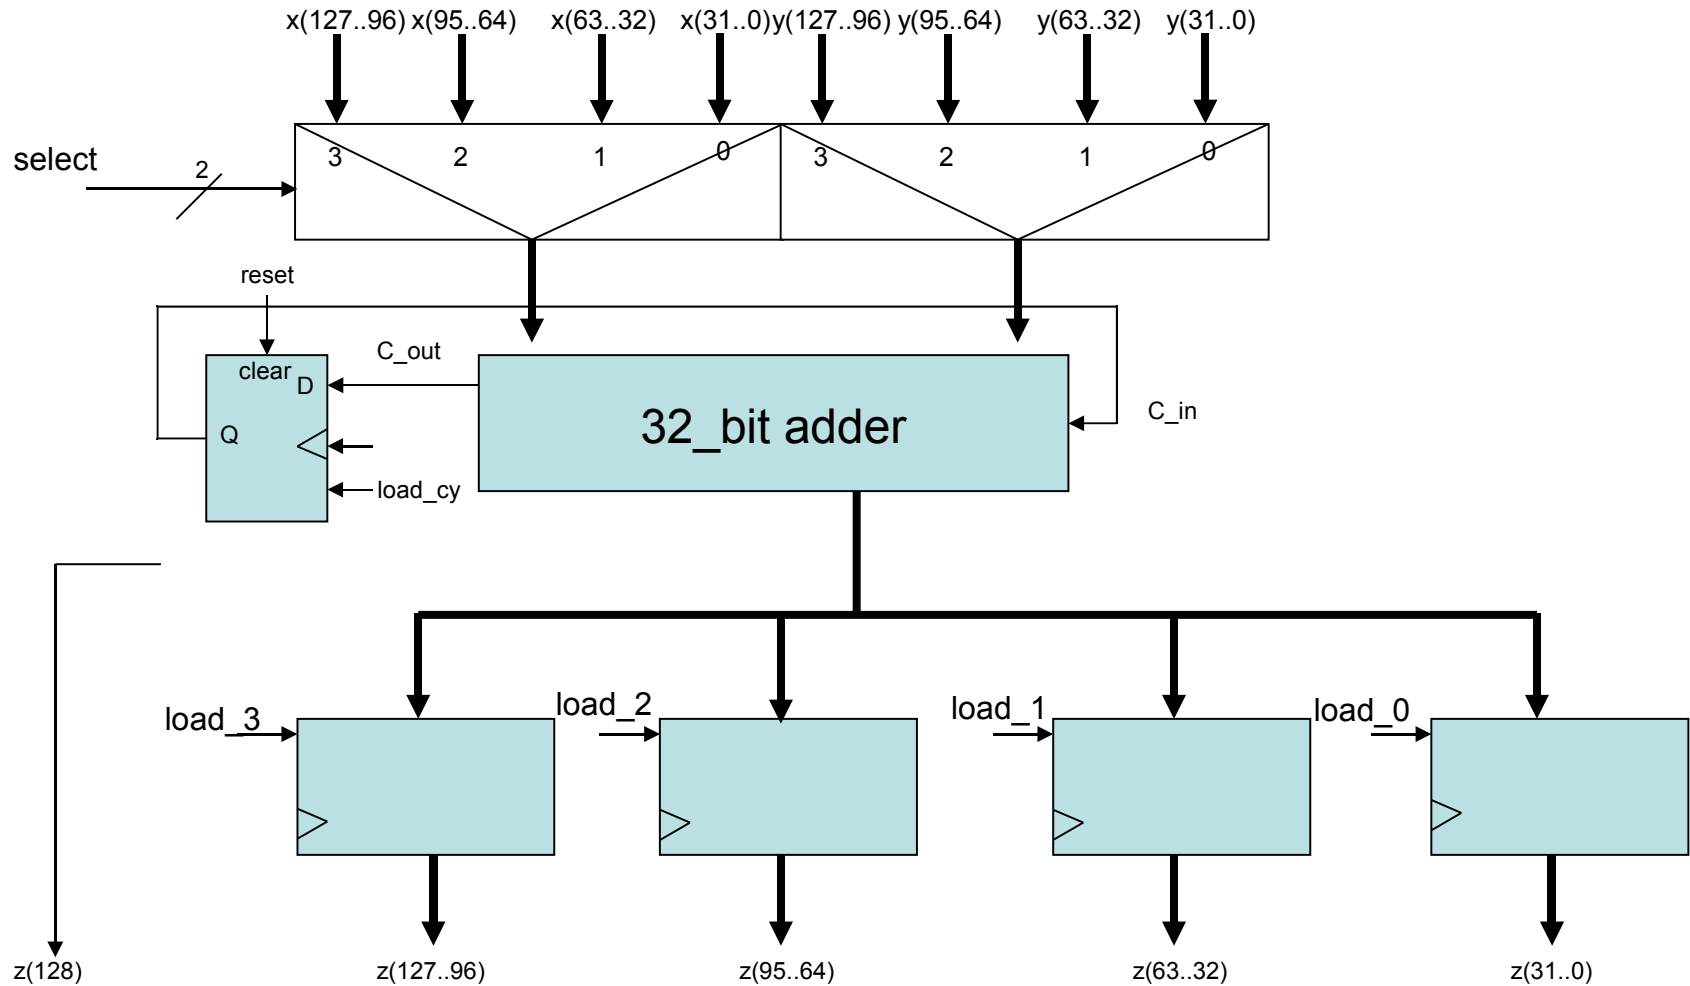 x(127..96) x(95..64) x(63..32) x(31..0) y(127..96) y(95..64) y(63..32) y(31..0)
3 2 1 0 3 2 1 0
select
2
reset
C_out
clear
D
32_bit adder
C_in
Q
load_cy
load_3
load_2
load_1
load_0
z(128)
z(127..96)
z(95..64)
z(63..32)
z(31..0)